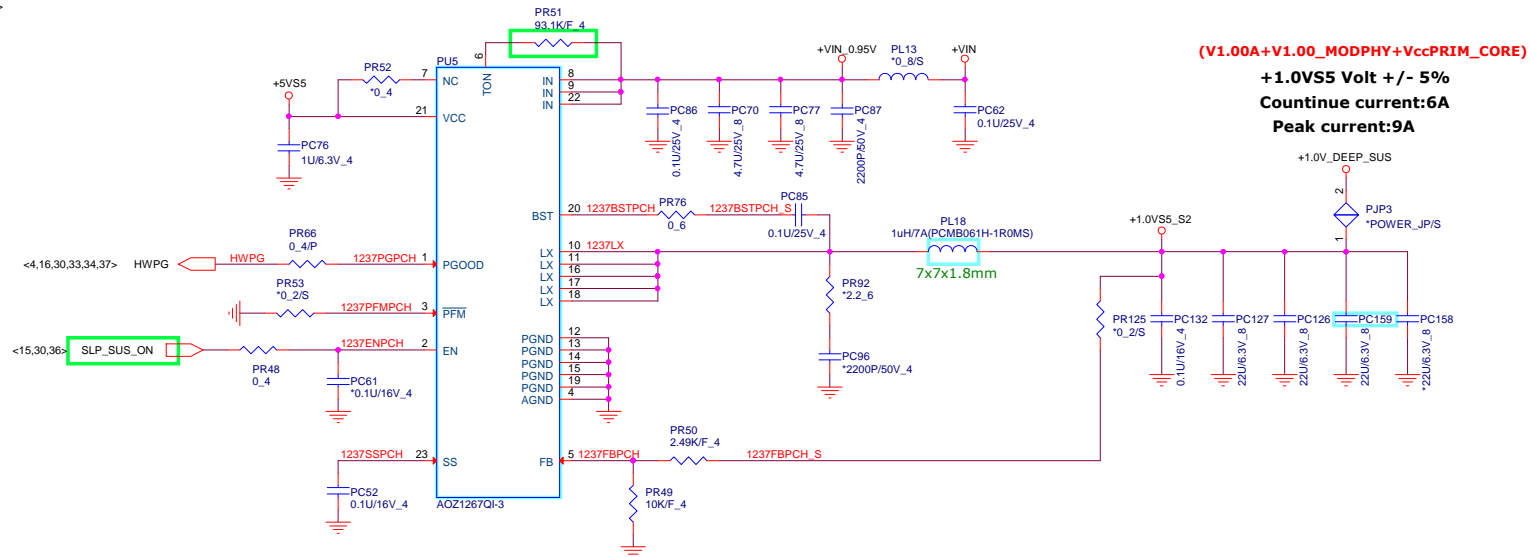 >
PR51
93.1K/F_4
PU5
6
TON
+5VS5
PR52
*0_4
7
NC
21
VCC
PC76
1U/6.3V_4
IN
8
IN
9
IN
22
+VIN_0.95V
PL13
*0_8/S
+VIN
PC86
0.1U/25V_4
PC70
4.7U/25V_8
PC77
4.7U/25V_8
PC87
2200P/50V_4
PC62
0.1U/25V_4
(V1.00A+V1.00_MODPHY+VccPRIM_CORE)
+1.0VS5 Volt +/- 5%
Countinue current:6A
Peak current:9A
+1.0V_DEEP_SUS
2
PJP3
*POWER_JP/S
1
BST
20
1237BSTPCH
PR76
0_6
1237BSTPCH_S
PC85
0.1U/25V_4
LX
10
1237LX
LX
11
LX
16
LX
17
LX
18
PL18
1uH/7A(PCMB061H-1R0MS)
7x7x1.8mm
+1.0VS5_S2
<4,16,30,33,34,37>
HWPG
HWPG
PR66
0_4/P
1237PGPCH
1
PGOOD
PR53
*0_2/S
1237PFMPCH
3
PFM
<15,30,36>
SLP_SUS_ON
PR48
0_4
1237ENPCH
2
EN
PC61
*0.1U/16V_4
PR92
*2.2_6
PC96
*2200P/50V_4
PGND
12
PGND
13
PGND
14
PGND
15
PGND
19
AGND
4
PR125
*0_2/S
PC132
0.1U/16V_4
PC127
22U/6.3V_8
PC126
22U/6.3V_8
PC159
22U/6.3V_8
PC158
*22U/6.3V_8
1237SSPCH
23
SS
PC52
0.1U/16V_4
FB
5
1237FBPCH
PR50
2.49K/F_4
1237FBPCH_S
PR49
10K/F_4
AOZ1267QI-3